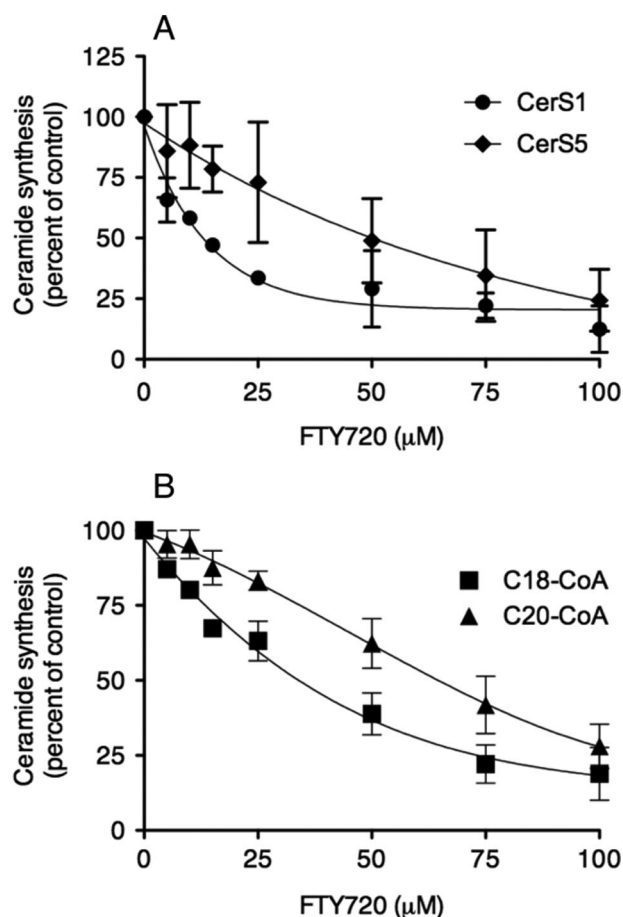 A
Ceramide synthesis
(percent of control)
125
100
75
50
25
0
CerS1
CerS5
0 25 50 75 100
FTY720 (μM)
B
Ceramide synthesis
(percent of control)
100
75
50
25
0
C18-CoA
C20-CoA
0 25 50 75 100
FTY720 (μM)